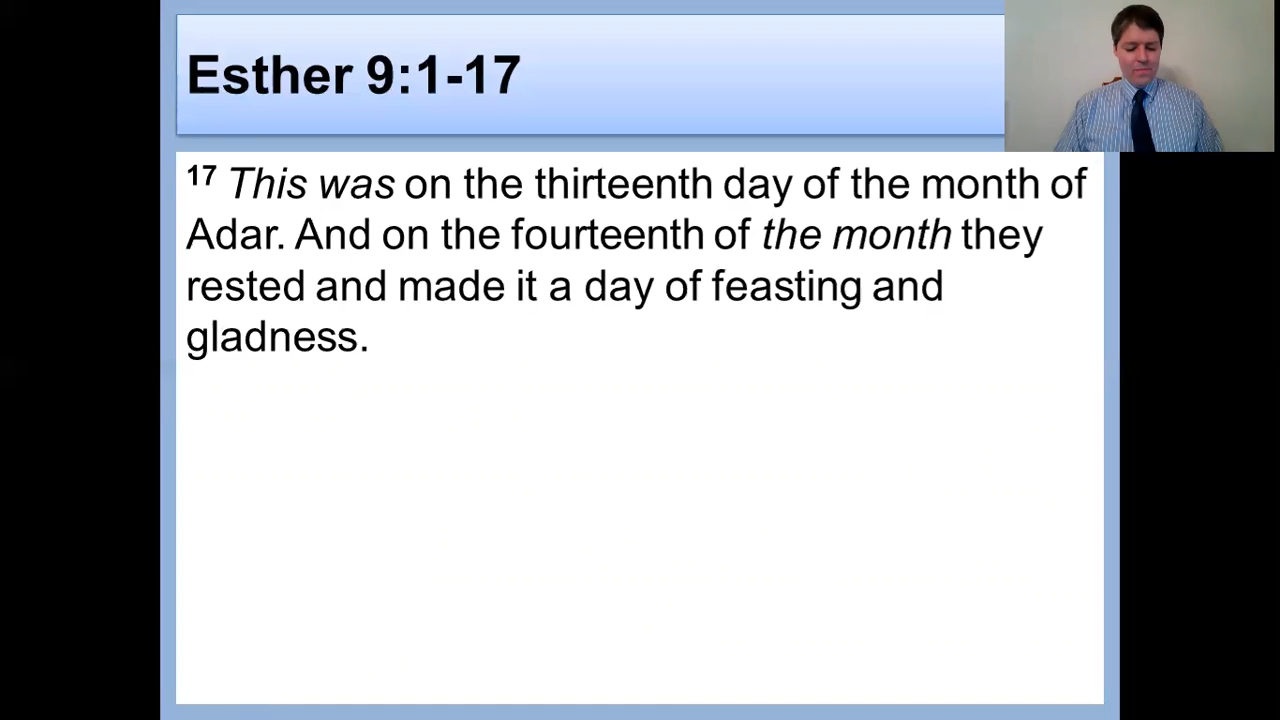 Esther 9:1-17
17 This was on the thirteenth day of the month of
Adar. And on the fourteenth of the month they
rested and made it a day of feasting and
gladness.